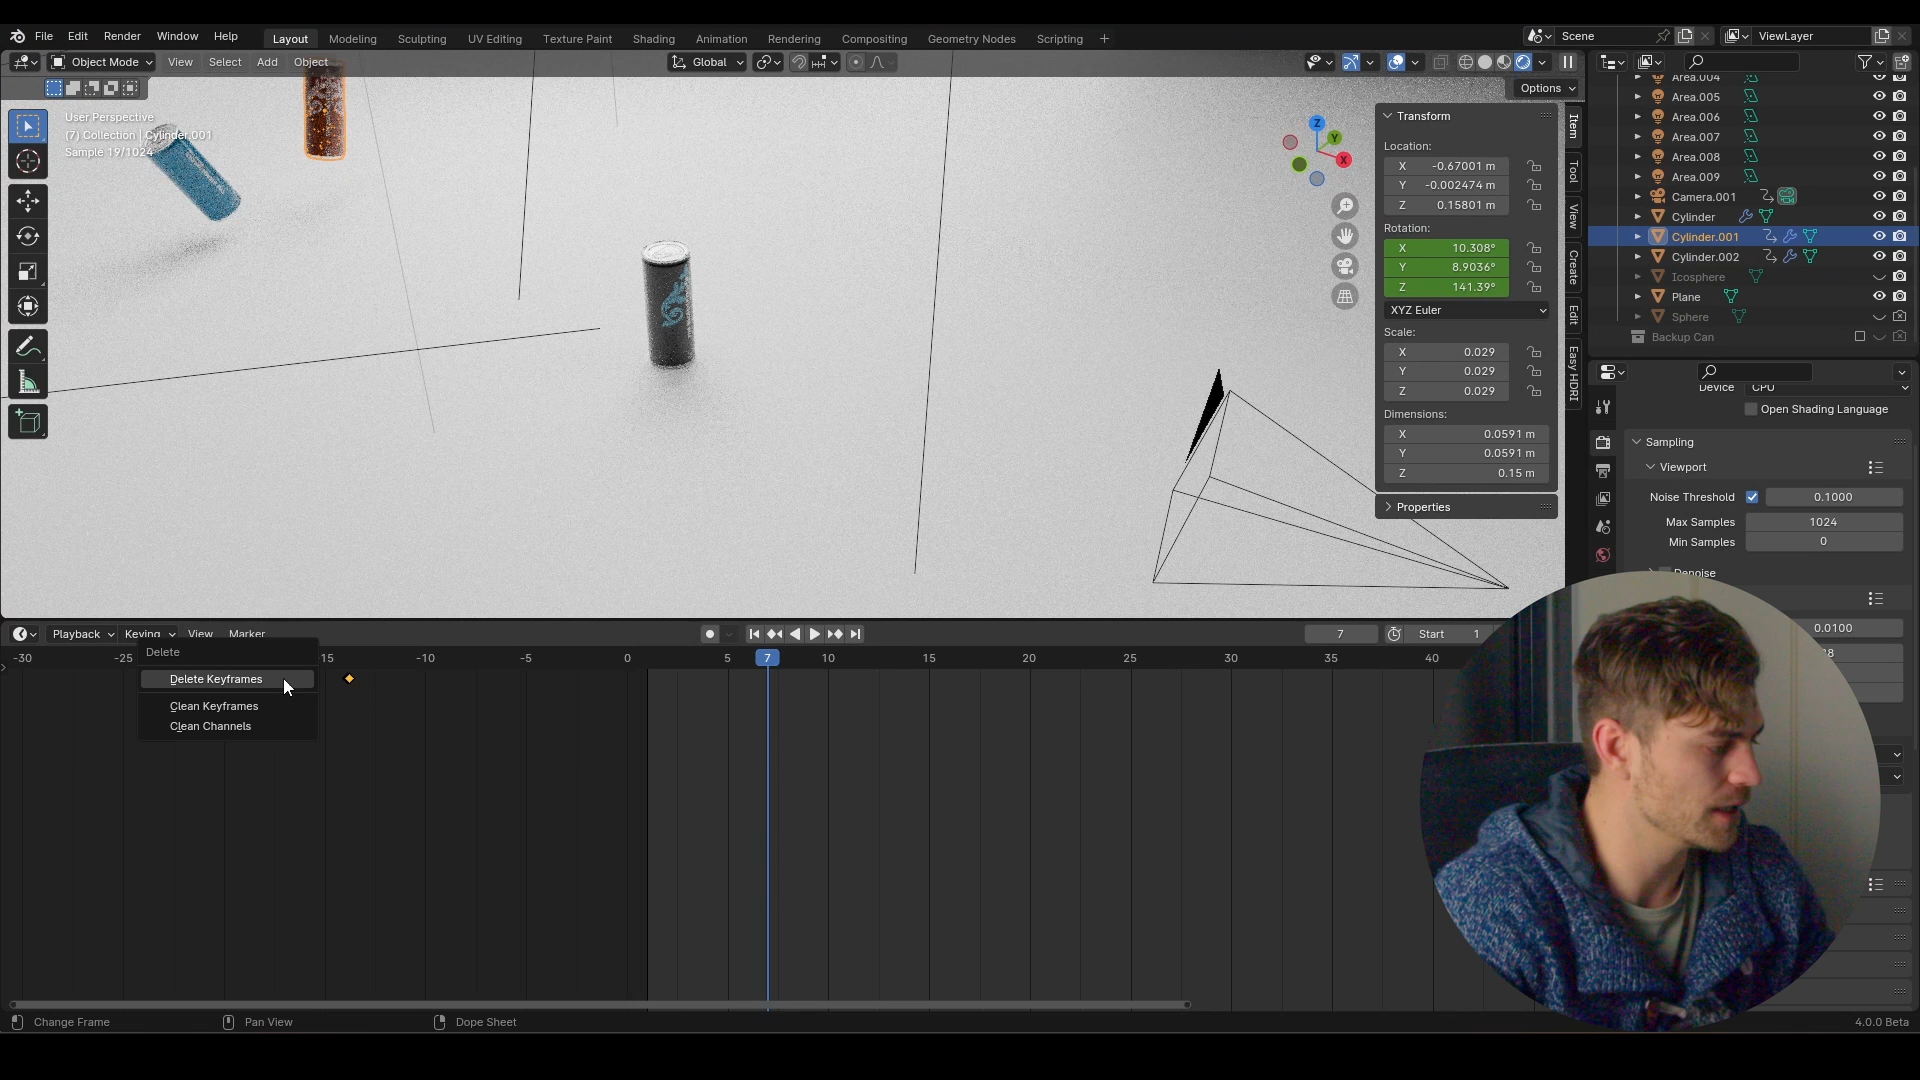 File Edit Render Window Help
Layout Modeling Sculpting UV Editing Texture Paint Shading Animation Rendering Compositing Geometry Nodes Scripting +
Scene
ViewLayer
Object Mode View Select Add Object
Global
Options
User Perspective
(7) Collection | Cylinder.001
Sample 19/1024
Z
Y
X
Transform
Location:
X -0.67001 m
Y -0.002474 m
Z 0.15801 m
Rotation:
X 10.308°
Y 8.9036°
Z 141.39°
XYZ Euler
Scale:
X 0.029
Y 0.029
Z 0.029
Dimensions:
X 0.0591 m
Y 0.0591 m
Z 0.15 m
Properties
Item
Tool
View
Create
Edit
Easy HDRI
Area.004
Area.005
Area.006
Area.007
Area.008
Area.009
Camera.001
Cylinder
Cylinder.001
Cylinder.002
Icosphere
Plane
Sphere
Backup Can
Device CPU
Open Shading Language
Sampling
Viewport
Noise Threshold 0.1000
Max Samples 1024
Min Samples 0
Denoise
0.0100
Playback Keying View Marker
7
Start 1
-30 -25 15 -10 -5 0 5 7 10 15 20 25 30 35 40
Delete
Delete Keyframes
Clean Keyframes
Clean Channels
Change Frame
Pan View
Dope Sheet
4.0.0 Beta